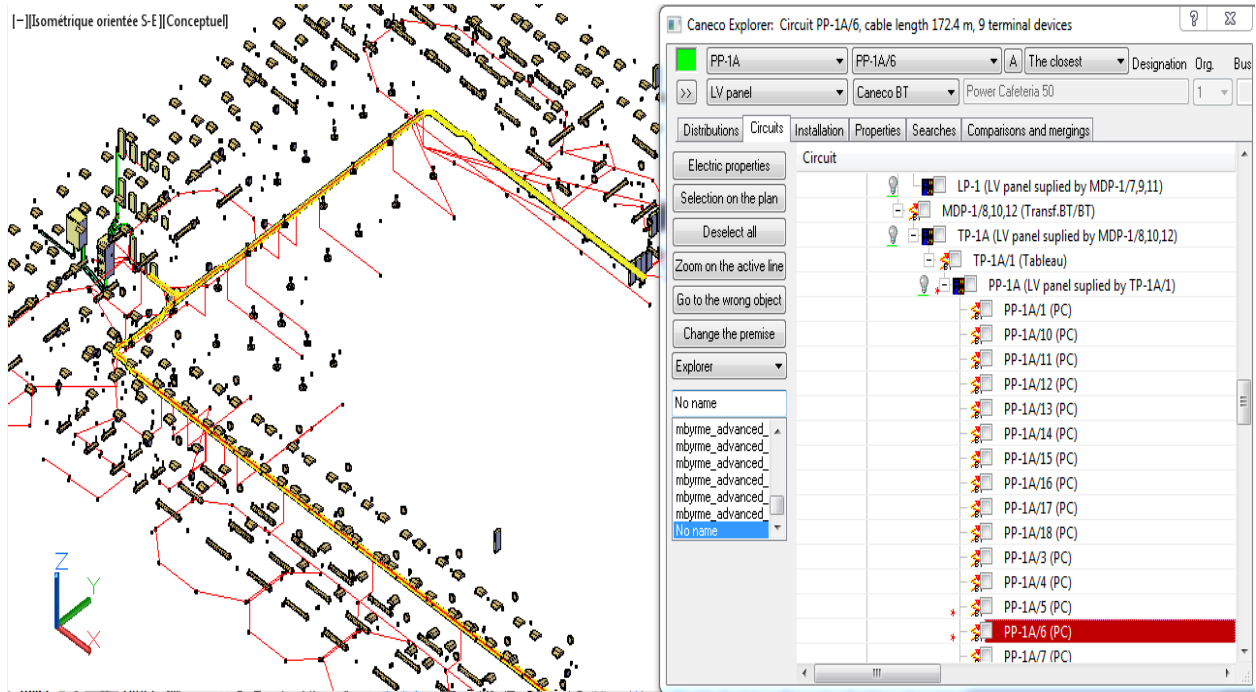 [−][Isométrique orientée S-E][Conceptuel]
Z
Y
X
Caneco Explorer: Circuit PP-1A/6, cable length 172.4 m, 9 terminal devices
PP-1A
PP-1A/6
A
The closest
Designation
Org.
Bus
>>
LV panel
Caneco BT
Power Cafeteria 50
1
Distributions
Circuits
Installation
Properties
Searches
Comparisons and mergings
Electric properties
Selection on the plan
Deselect all
Zoom on the active line
Go to the wrong object
Change the premise
Explorer
No name
mbyrme_advanced_
mbyrme_advanced_
mbyrme_advanced_
mbyrme_advanced_
mbyrme_advanced_
mbyrme_advanced_
No name
Circuit
LP-1 (LV panel suplied by MDP-1/7,9,11)
MDP-1/8,10,12 (Transf.BT/BT)
TP-1A (LV panel suplied by MDP-1/8,10,12)
TP-1A/1 (Tableau)
PP-1A (LV panel suplied by TP-1A/1)
PP-1A/1 (PC)
PP-1A/10 (PC)
PP-1A/11 (PC)
PP-1A/12 (PC)
PP-1A/13 (PC)
PP-1A/14 (PC)
PP-1A/15 (PC)
PP-1A/16 (PC)
PP-1A/17 (PC)
PP-1A/18 (PC)
PP-1A/3 (PC)
PP-1A/4 (PC)
PP-1A/5 (PC)
PP-1A/6 (PC)
PP-1A/7 (PC)